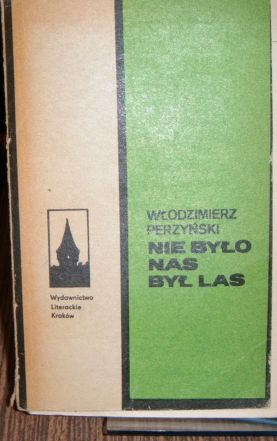 WŁODZIMIERZ
PERZYŃSKI
NIE BYŁO
NAS
BYŁ LAS
Wydawnictwo
Literackie
Kraków